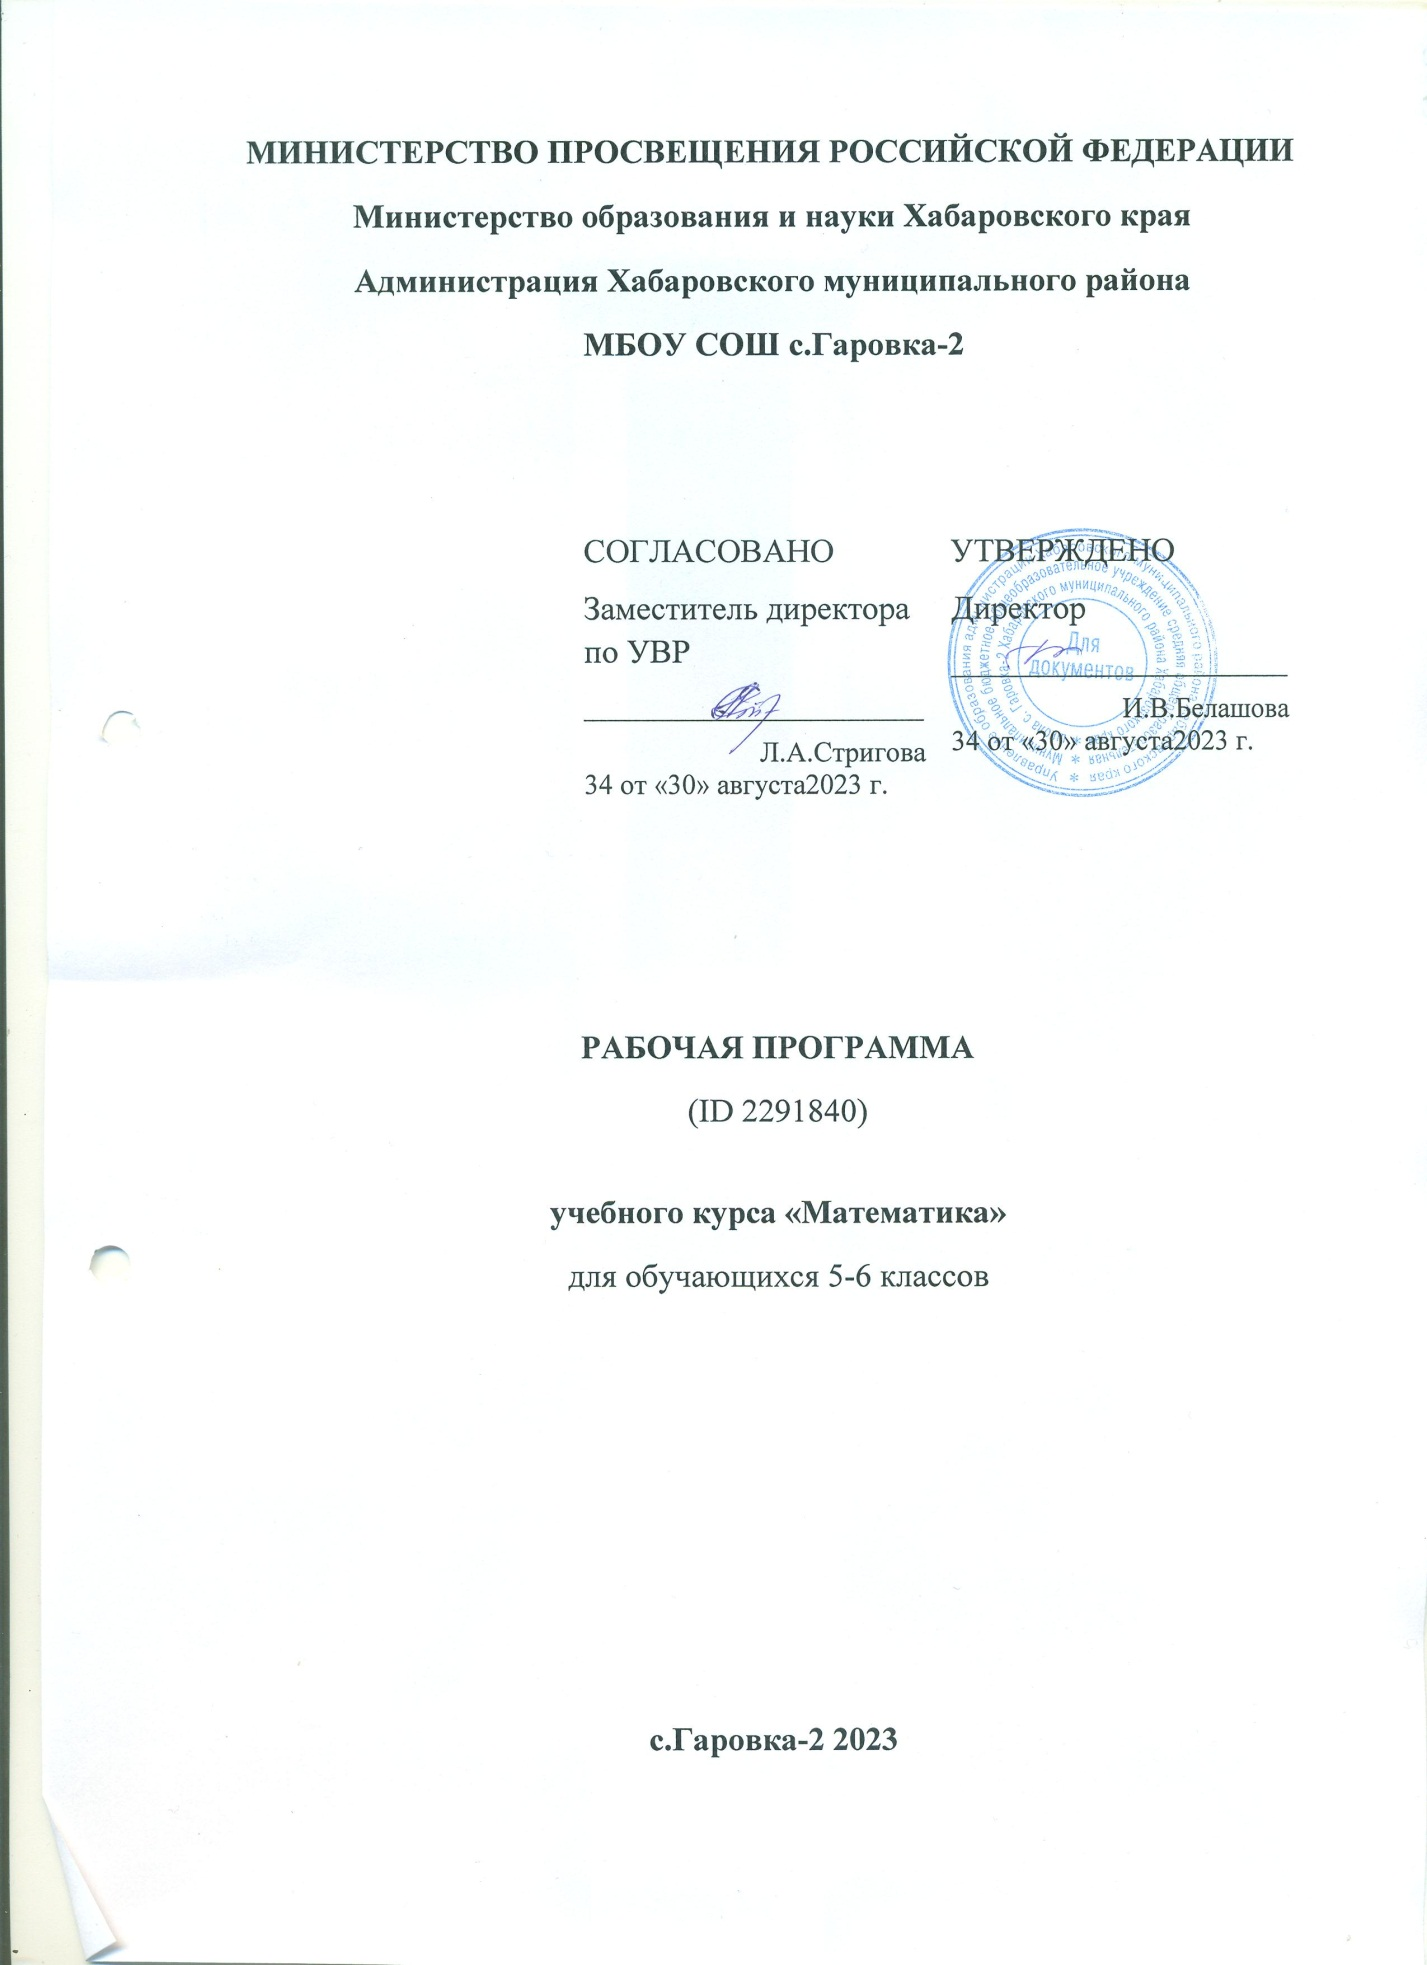 МИНИСТЕРСТВО ПРОСВЕЩЕНИЯ РОССИЙСКОЙ ФЕДЕРАЦИИ
Министерство образования и науки Хабаровского края
Администрация Хабаровского муниципального района
МБОУ СОШ с.Гаровка-2
СОГЛАСОВАНО
Заместитель директора
по УВР
Л.А.Стригова
34 от «30» августа2023 г.
УТВЕРЖДЕНО
Директор
И.В.Белашова
34 от «30» августа2023 г.
Для
документов
РАБОЧАЯ ПРОГРАММА
(ID 2291840)
учебного курса «Математика»
для обучающихся 5-6 классов
с.Гаровка-2 2023